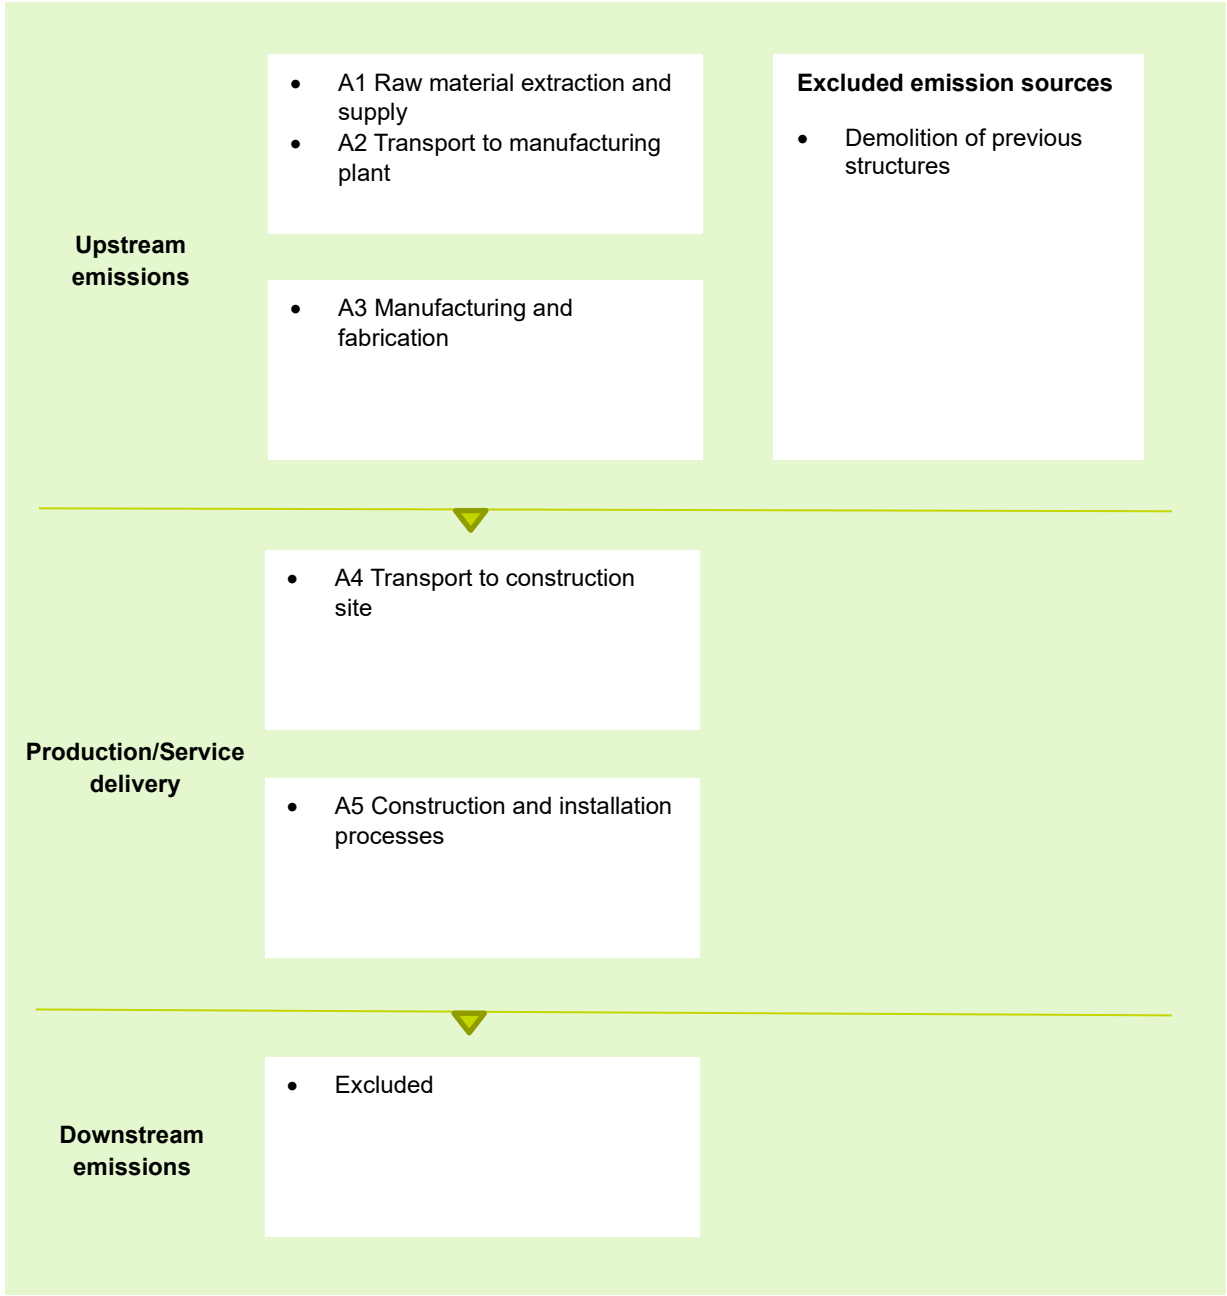 • A1 Raw material extraction and
supply
• A2 Transport to manufacturing
plant
Excluded emission sources
• Demolition of previous
structures
Upstream
emissions
• A3 Manufacturing and
fabrication
• A4 Transport to construction
site
Production/Service
delivery
• A5 Construction and installation
processes
• Excluded
Downstream
emissions